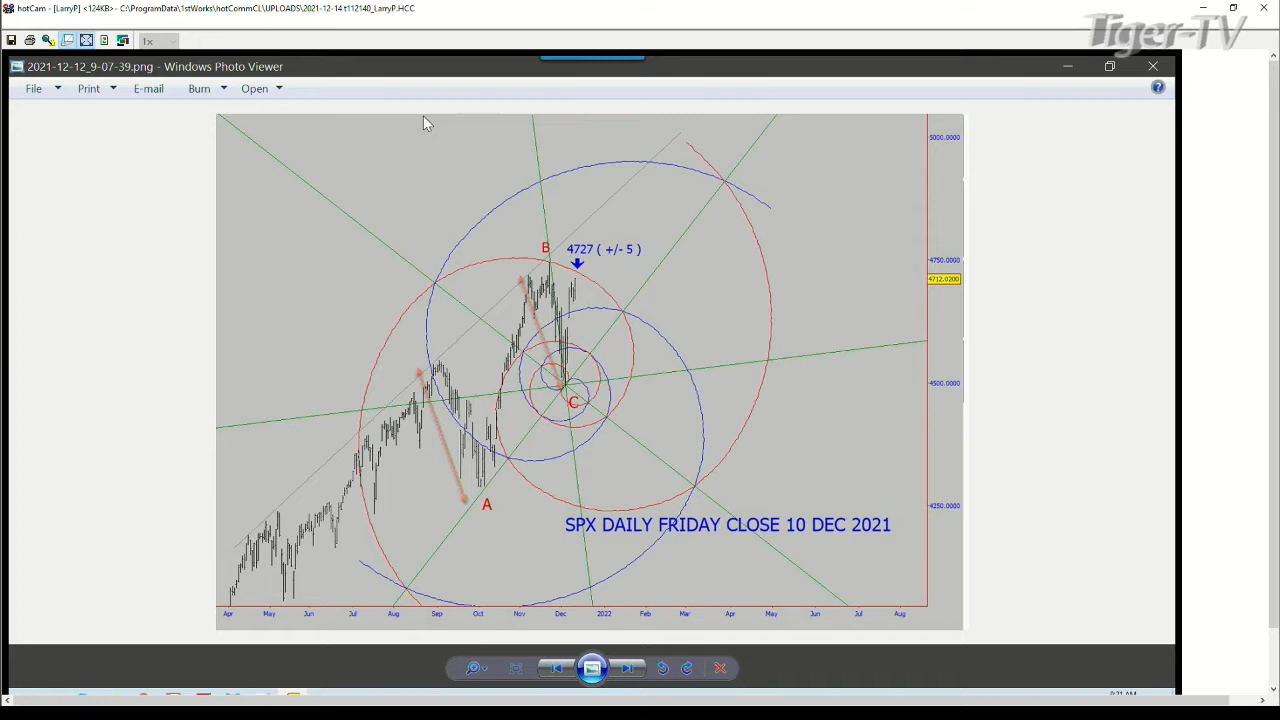 hotCam - [LarryP] <124KB>- C:\ProgramData\1stWorks\hotCommCL\UPLOADS\2021-12-14 t112140_LarryP.HCC
Tiger-TV
1x
2021-12-12_9-07-39.png - Windows Photo Viewer
File Print E-mail Burn Open
5000.0000
B 4727 ( +/- 5 )
4750.0000
4712.0200
4500.0000
C
A
4250.0000
SPX DAILY FRIDAY CLOSE 10 DEC 2021
Apr May Jun Jul Aug Sep Oct Nov Dec 2022 Feb Mar Apr May Jun Jul Aug